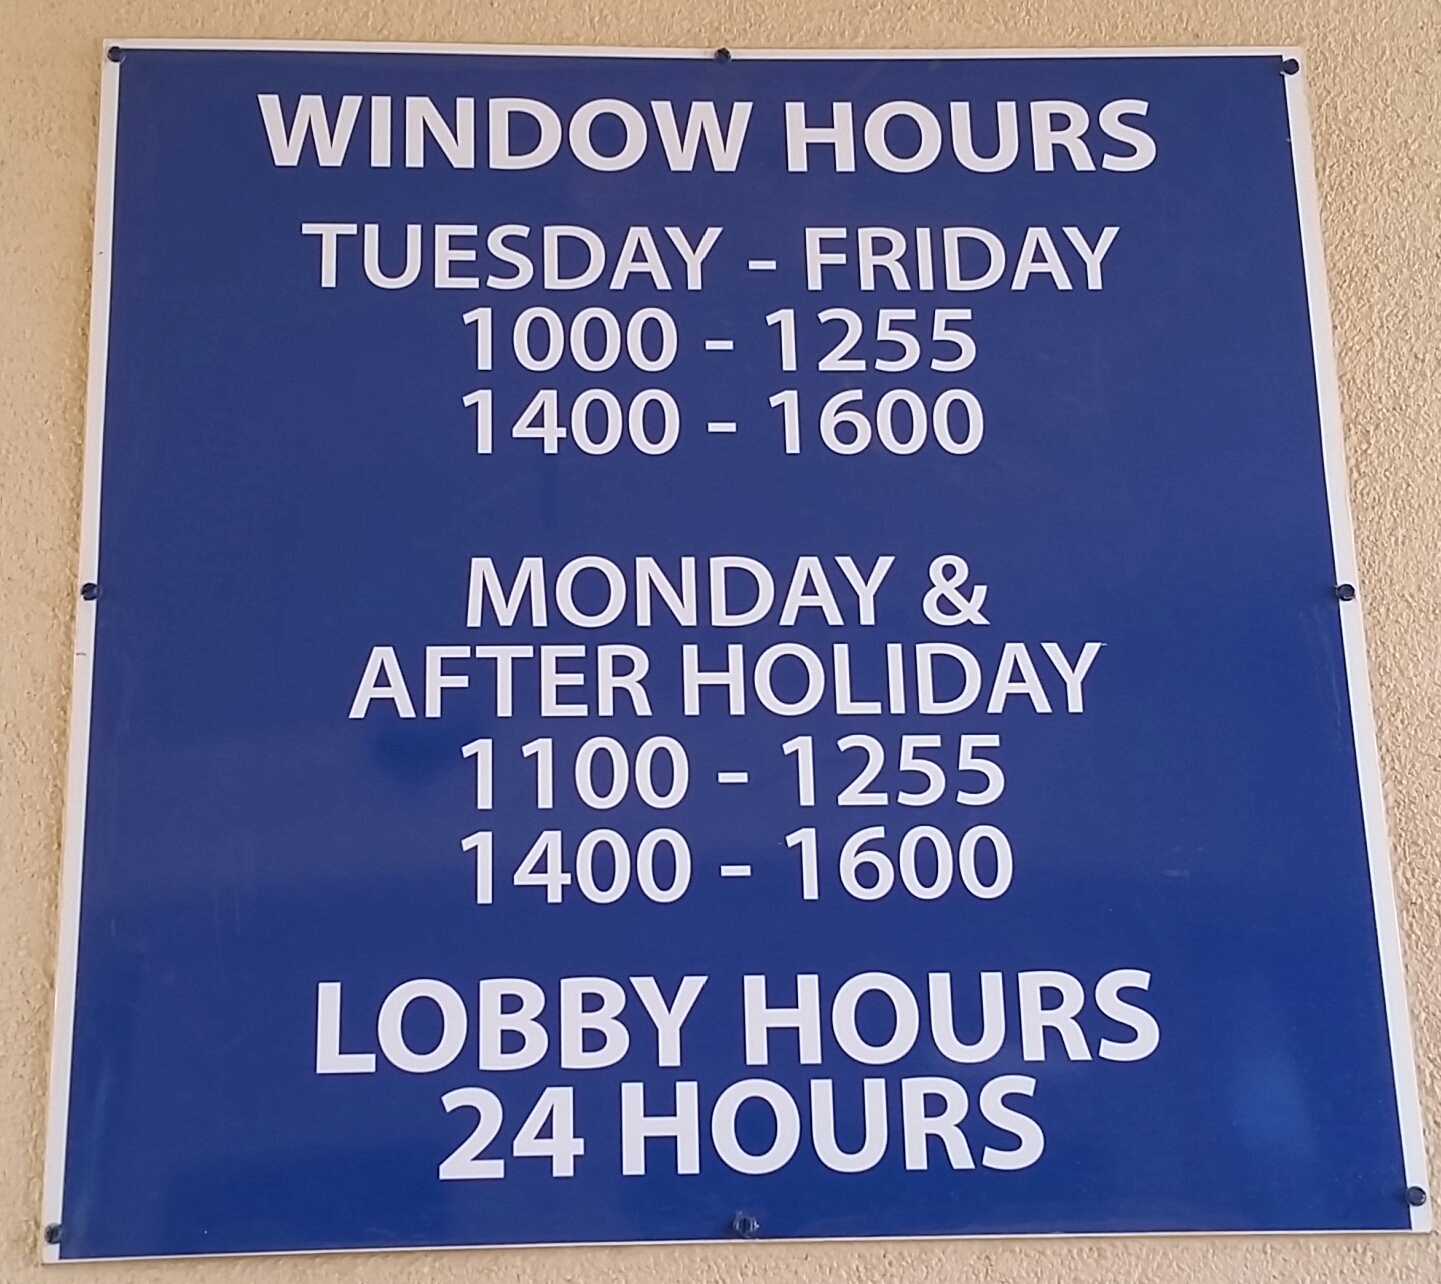 WINDOW HOURS
TUESDAY - FRIDAY
1000 - 1255
1400 - 1600
MONDAY &
AFTER HOLIDAY
1100 - 1255
1400 - 1600
LOBBY HOURS
24 HOURS